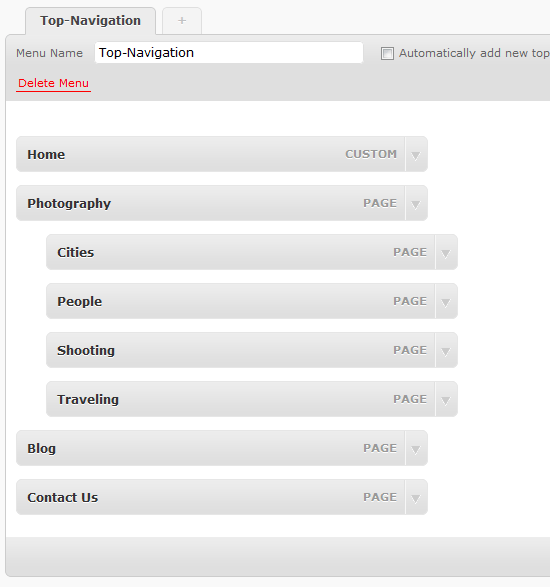 Top-Navigation +
Menu Name Top-Navigation Automatically add new top
Delete Menu
Home CUSTOM
Photography PAGE
Cities PAGE
People PAGE
Shooting PAGE
Traveling PAGE
Blog PAGE
Contact Us PAGE